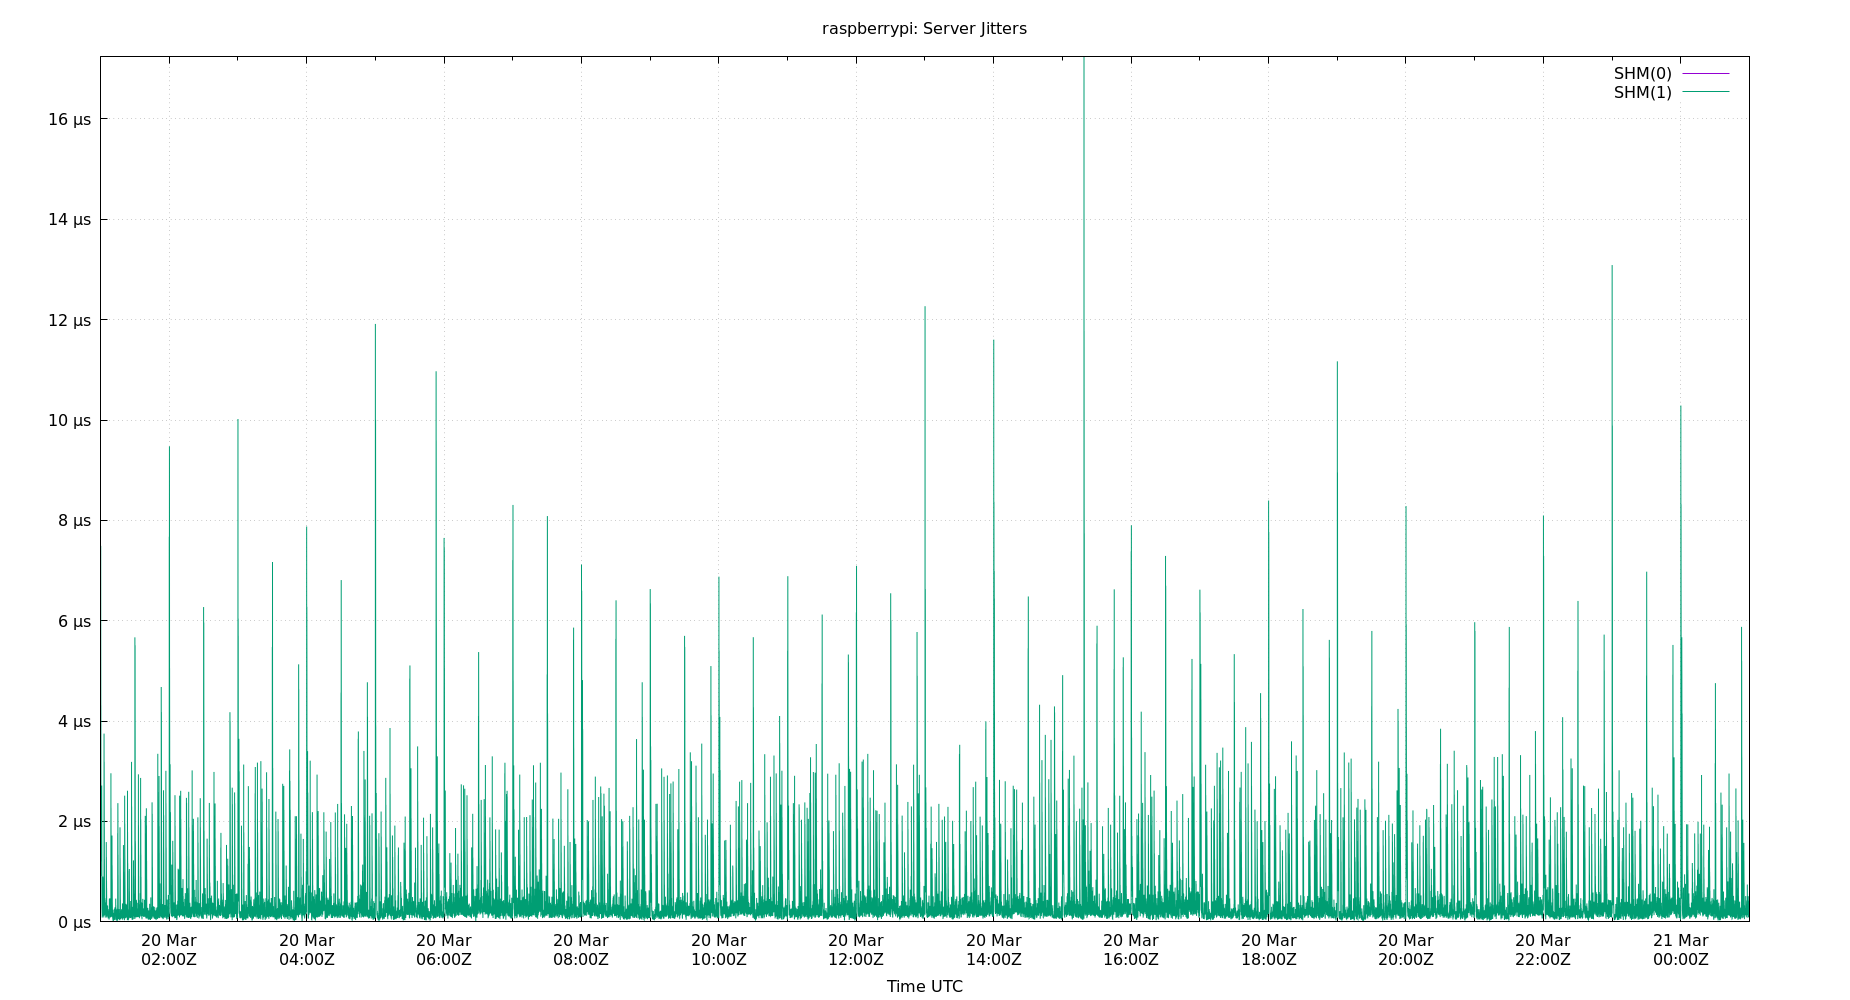 raspberrypi: Server Jitters
SHM(0)
SHM(1)
16 µs
14 µs
12 µs
10 µs
8 µs
6 µs
4 µs
2 µs
0 µs
20 Mar 20 Mar 20 Mar 20 Mar 20 Mar 20 Mar 20 Mar 20 Mar 20 Mar 20 Mar 20 Mar 21 Mar
02:00Z 04:00Z 06:00Z 08:00Z 10:00Z 12:00Z 14:00Z 16:00Z 18:00Z 20:00Z 22:00Z 00:00Z
Time UTC